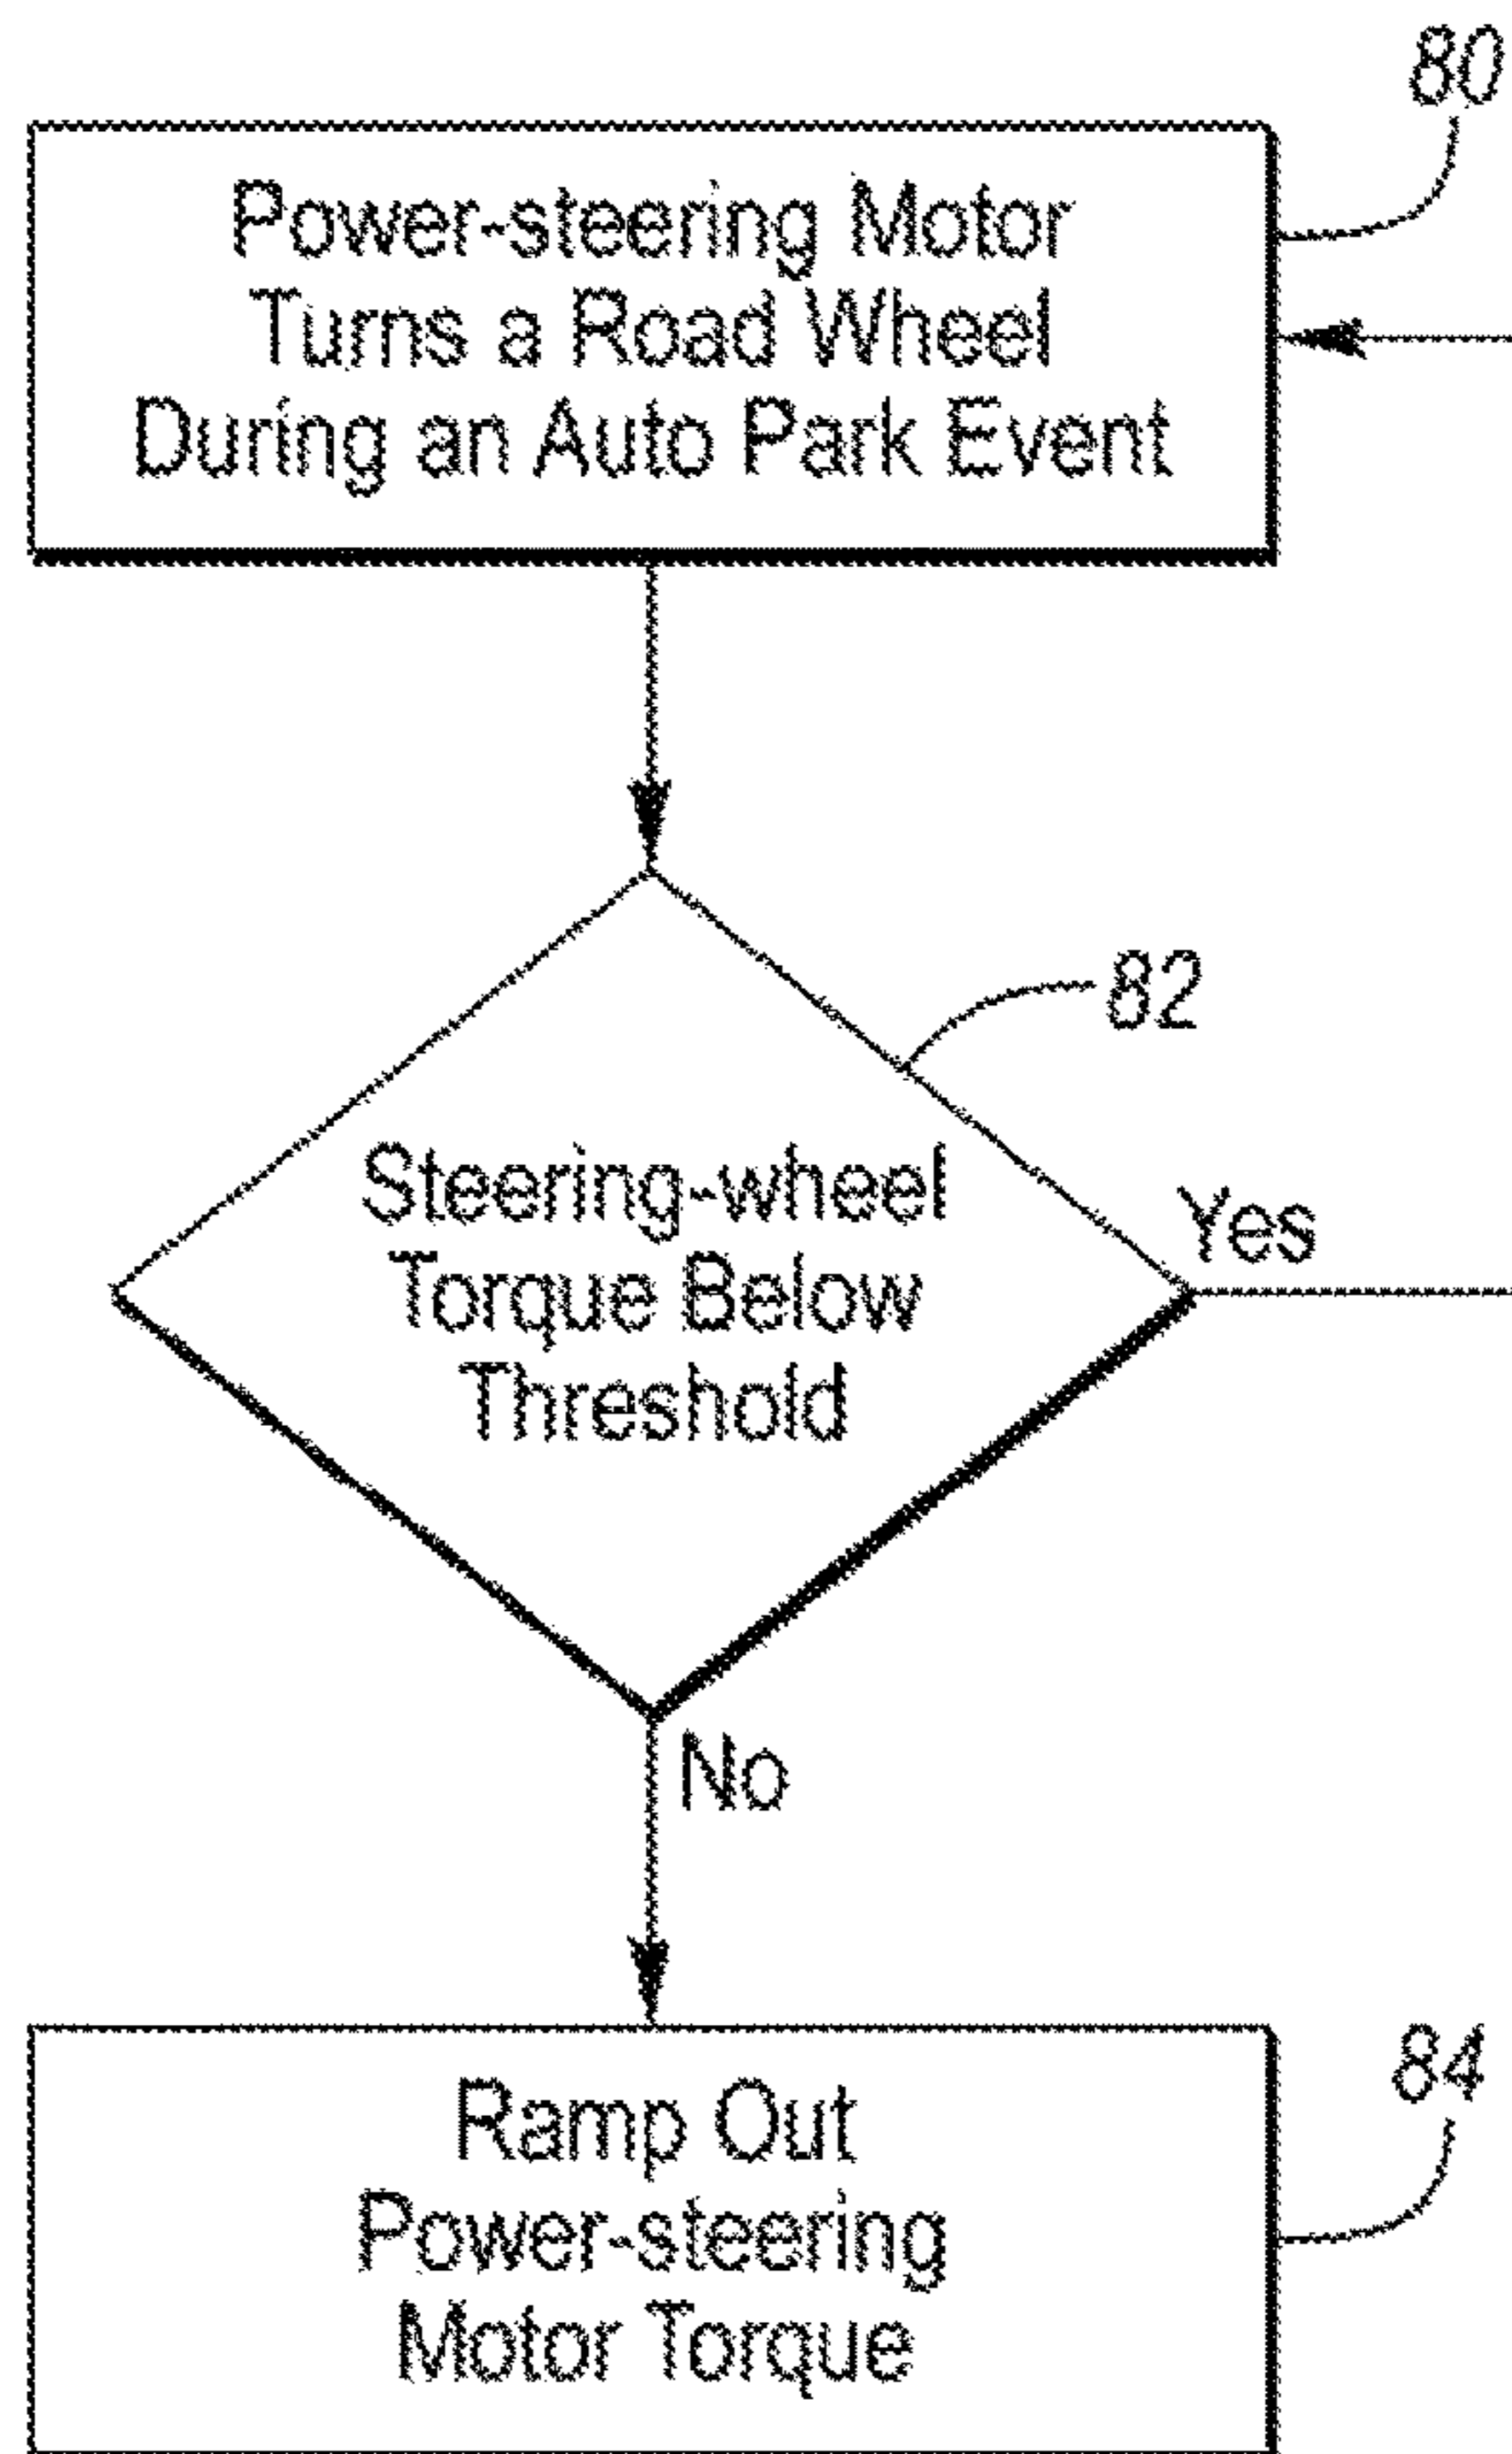 80
Power-steering Motor
Turns a Road Wheel
During an Auto Park Event
82
Steering-wheel
Torque Below
Threshold
Yes
No
84
Ramp Out
Power-steering
Motor Torque